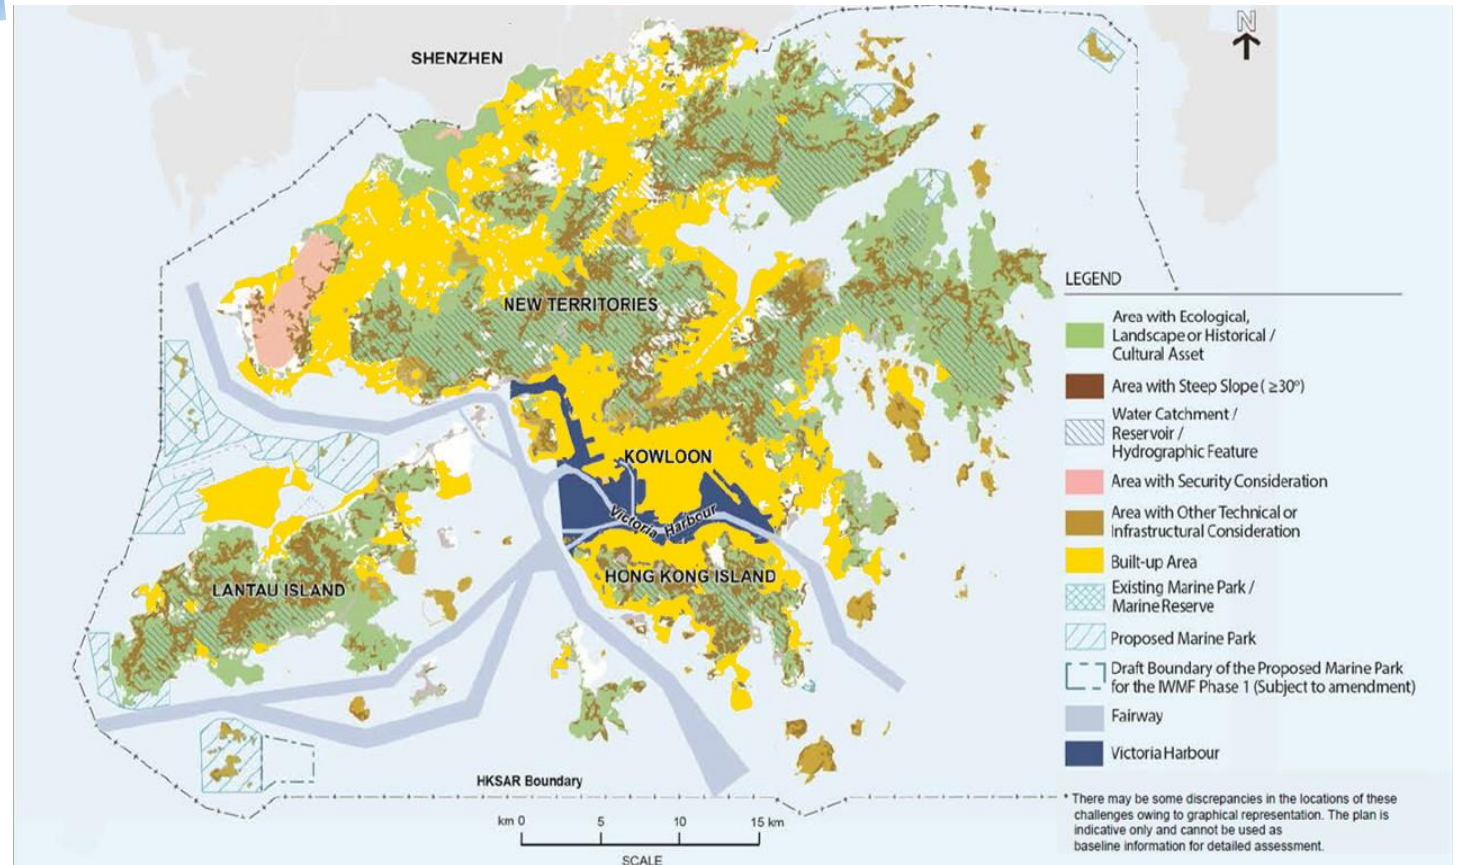 N
SHENZHEN
NEW TERRITORIES
KOWLOON
Victoria Harbour
HONG KONG ISLAND
LANTAU ISLAND
HKSAR Boundary
km 0 5 10 15 km
SCALE
LEGEND
Area with Ecological,
Landscape or Historical /
Cultural Asset
Area with Steep Slope ( ≥30º)
Water Catchment /
Reservoir /
Hydrographic Feature
Area with Security Consideration
Area with Other Technical or
Infrastructural Consideration
Built-up Area
Existing Marine Park /
Marine Reserve
Proposed Marine Park
Draft Boundary of the Proposed Marine Park
for the IWMF Phase 1 (Subject to amendment)
Fairway
Victoria Harbour
* There may be some discrepancies in the locations of these
challenges owing to graphical representation. The plan is
indicative only and cannot be used as
baseline information for detailed assessment.